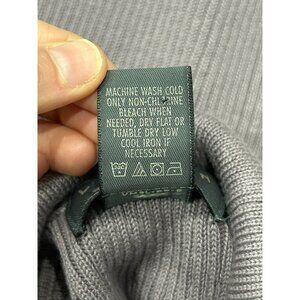 MACHINE WASH COLD
ONLY NON-CHLORINE
BLEACH WHEN
NEEDED, DRY FLAT OR
TUMBLE DRY LOW
COOL IRON IF
NECESSARY